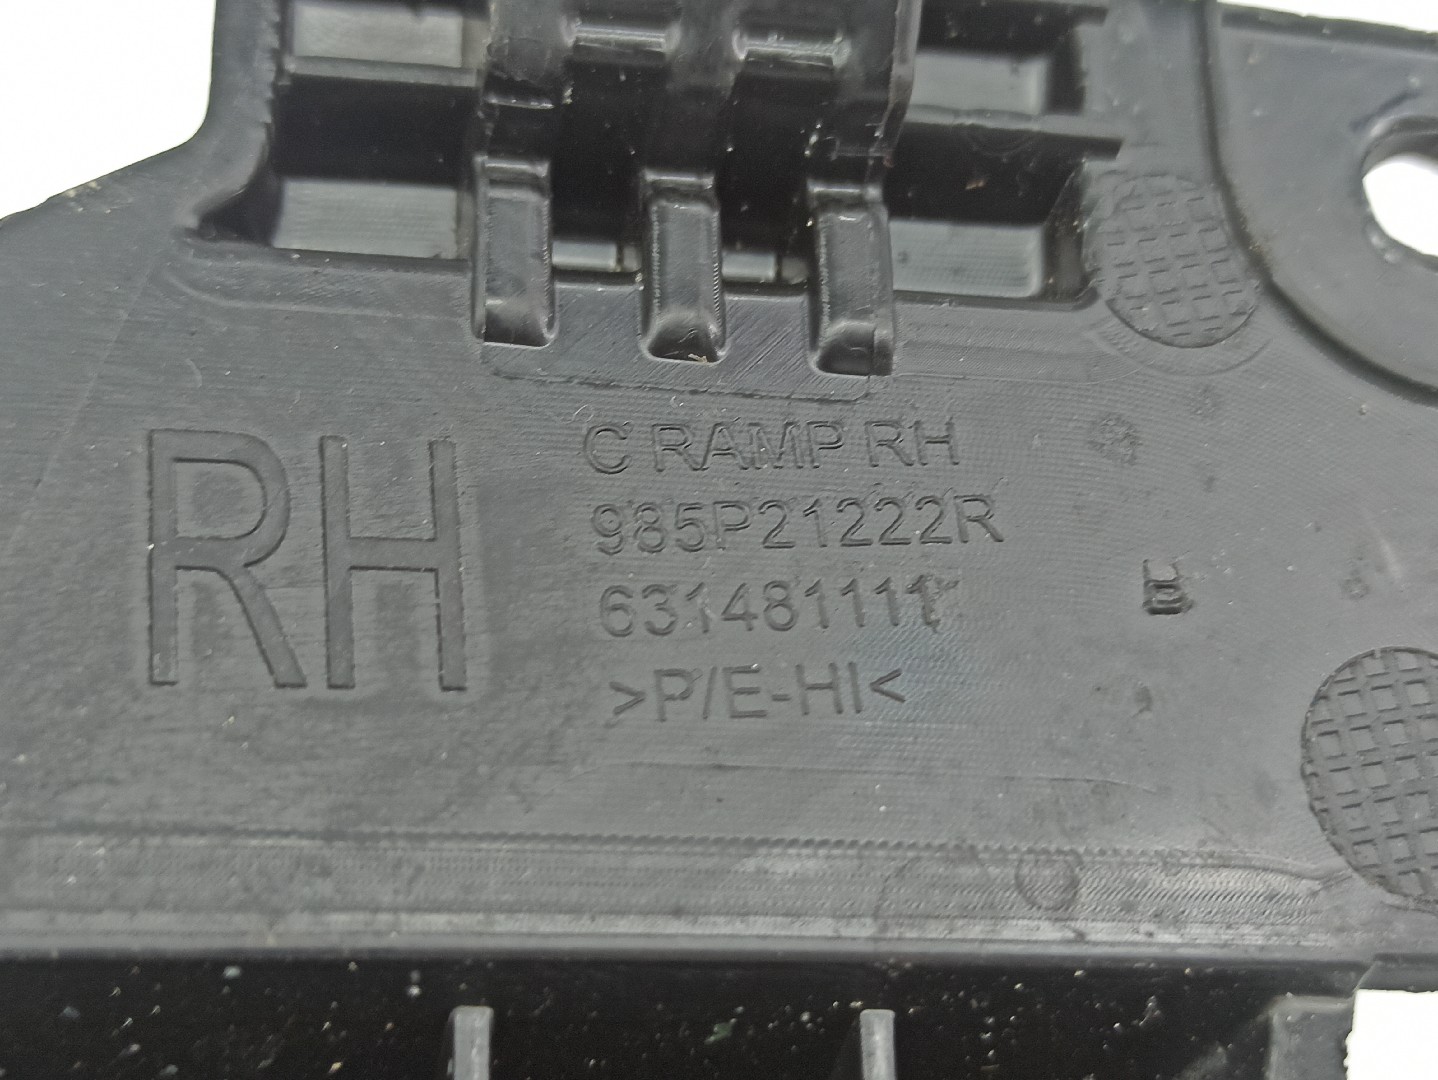 RH
C RAMP RH
985P21222R
631481111
>P/E-HI<